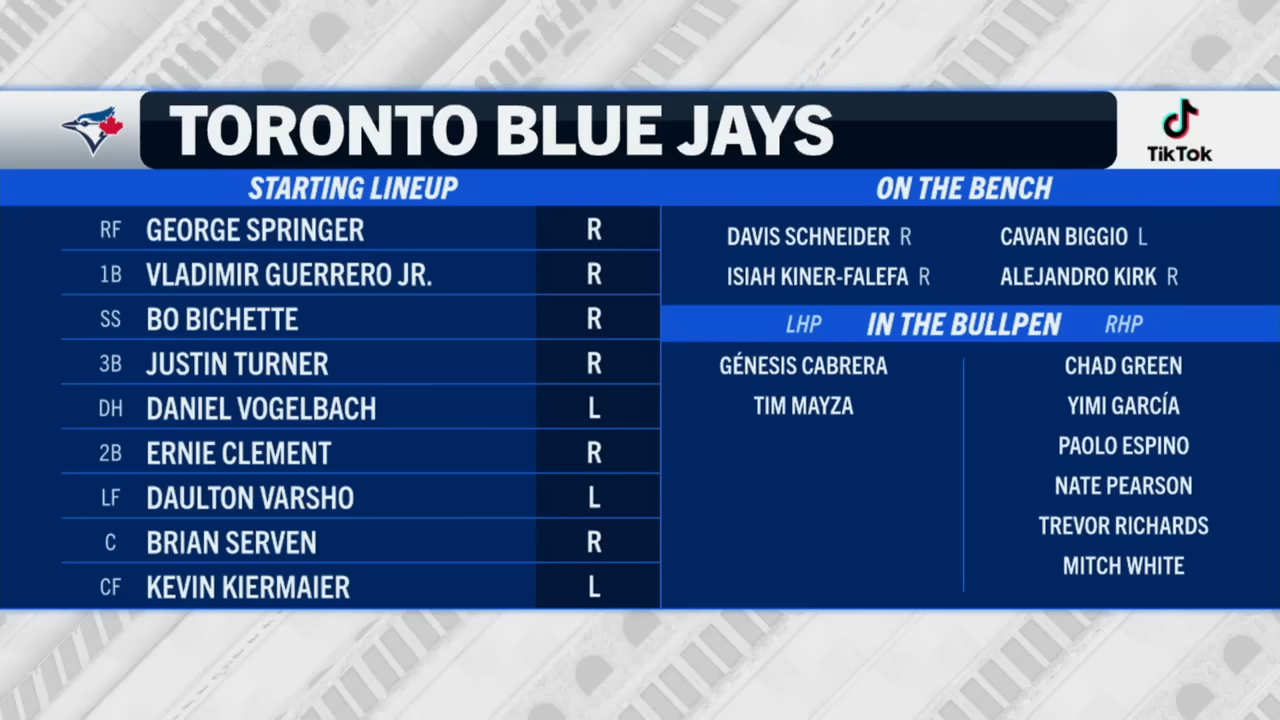 TORONTO BLUE JAYS
TikTok
STARTING LINEUP
RF GEORGE SPRINGER R
1B VLADIMIR GUERRERO JR. R
SS BO BICHETTE R
3B JUSTIN TURNER R
DH DANIEL VOGELBACH L
2B ERNIE CLEMENT R
LF DAULTON VARSHO L
C BRIAN SERVEN R
CF KEVIN KIERMAIER L
ON THE BENCH
DAVIS SCHNEIDER R CAVAN BIGGIO L
ISIAH KINER-FALEFA R ALEJANDRO KIRK R
LHP IN THE BULLPEN RHP
GÉNESIS CABRERA CHAD GREEN
TIM MAYZA YIMI GARCÍA
PAOLO ESPINO
NATE PEARSON
TREVOR RICHARDS
MITCH WHITE